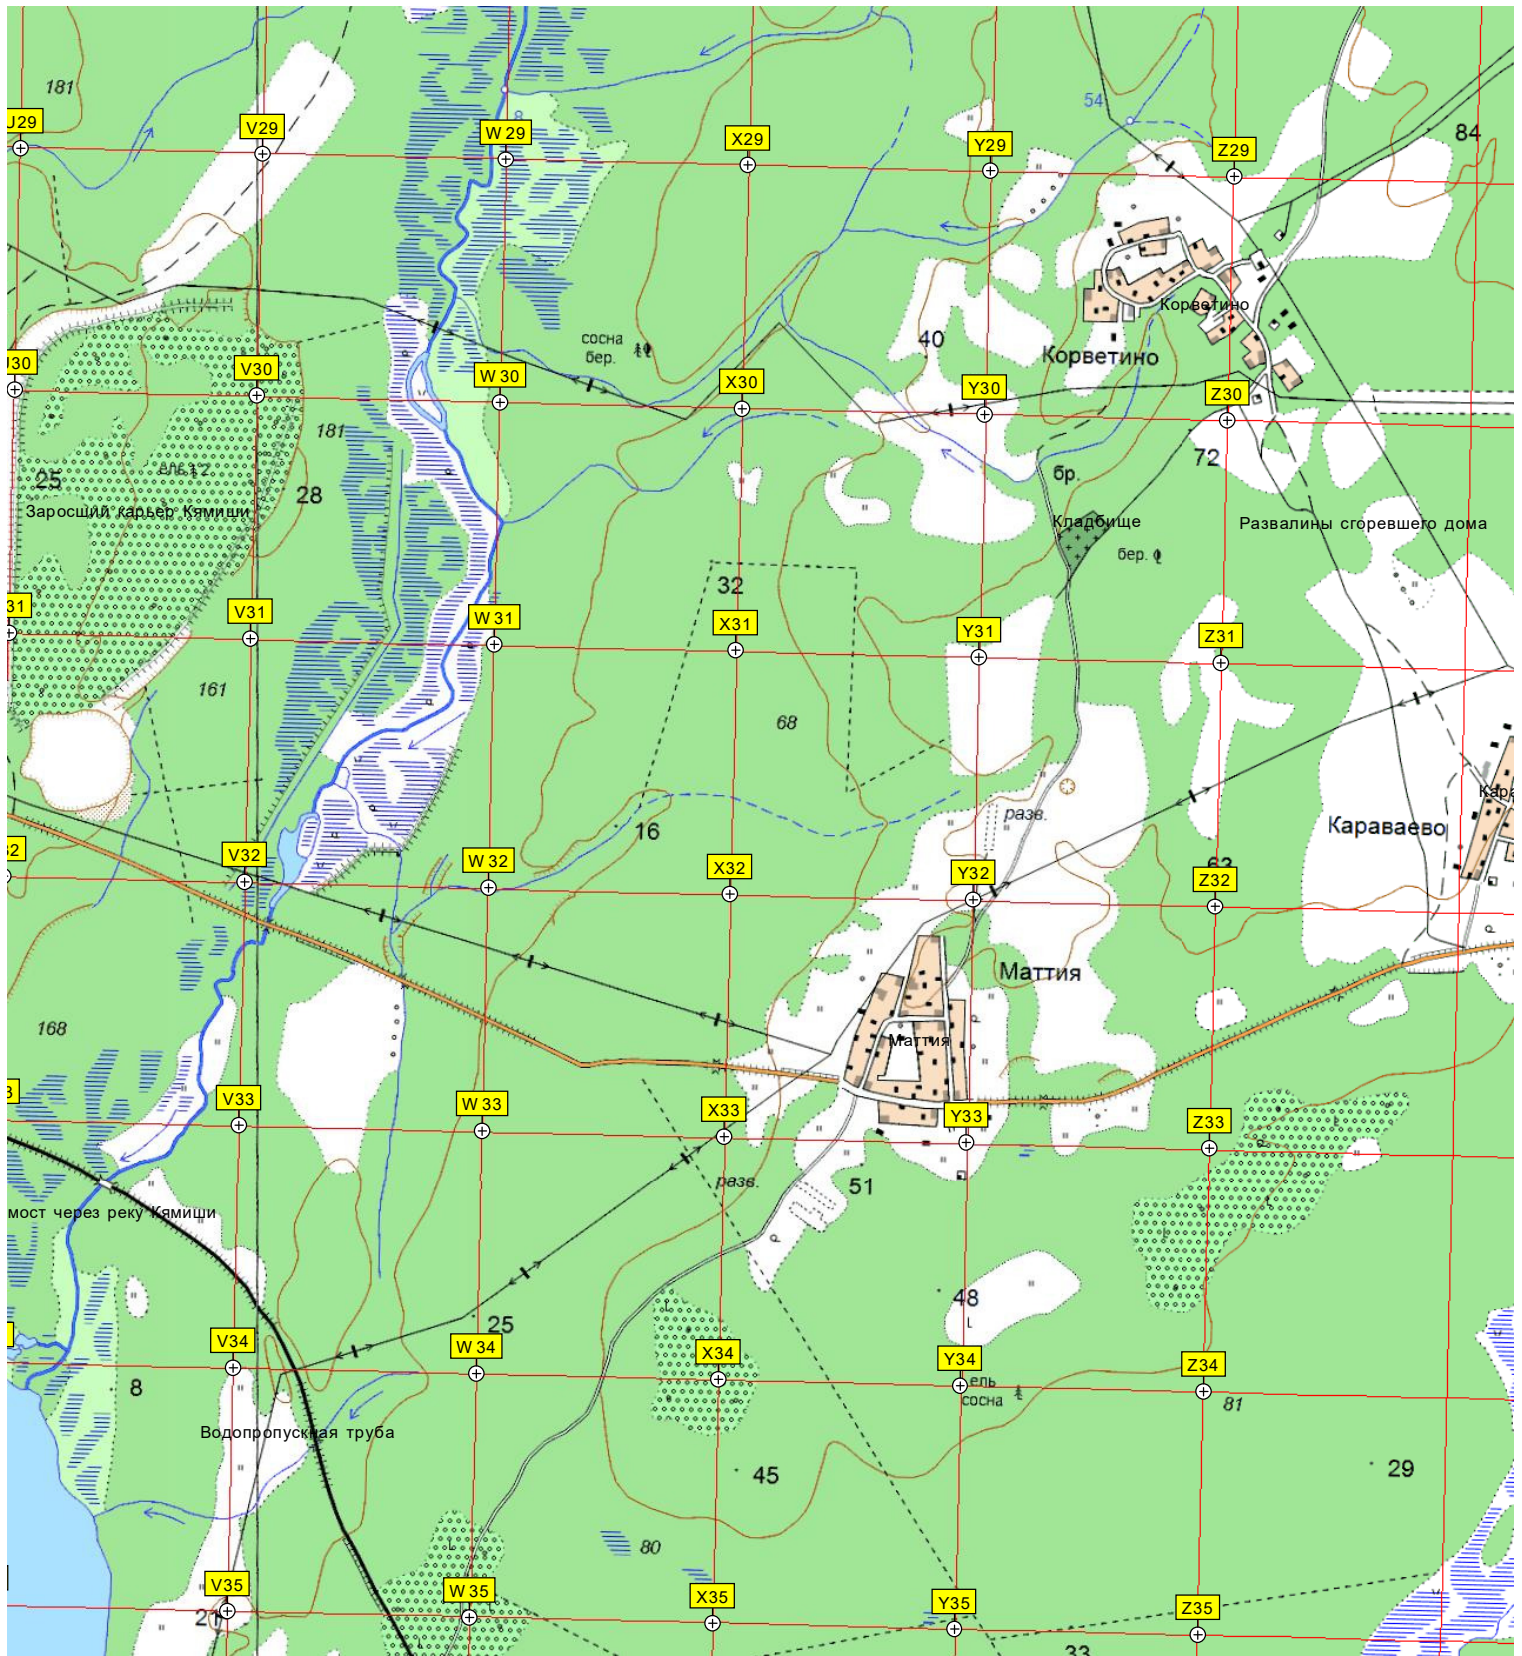 181
U29
V29
W 29
8
X29
Y29
54
Z29
84
Корветино
40
Корветино
сосна
бер.
V30
W 30
X30
Y30
Z30
181
25
28
72
бр.
Заросший карьер Кямиши
Кладбище
бер.
Развалины сгоревшего дома
32
31
V31
W 31
X31
Y31
Z31
161
68
16
разв.
Караваево
V32
W 32
X32
Y32
63
Z32
Маттия
168
Маттия
V33
W 33
X33
Y33
Z33
разв.
51
мост через реку Кямиши
48
25
V34
W 34
X34
Y34
Z34
8
ель
сосна
81
Водопропускная труба
45
29
80
V35
W 35
X35
Y35
Z35
33